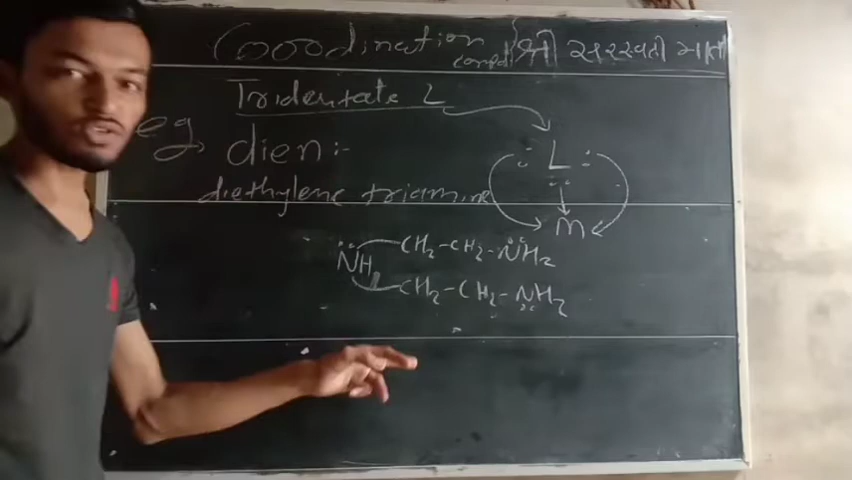 Coordination compd {श्री સરસ્વતી માતા
Tridentate L
eg, dien :-
diethylene triamine
L
M
NH CH2-CH2-NH2
CH2-CH2-NH2